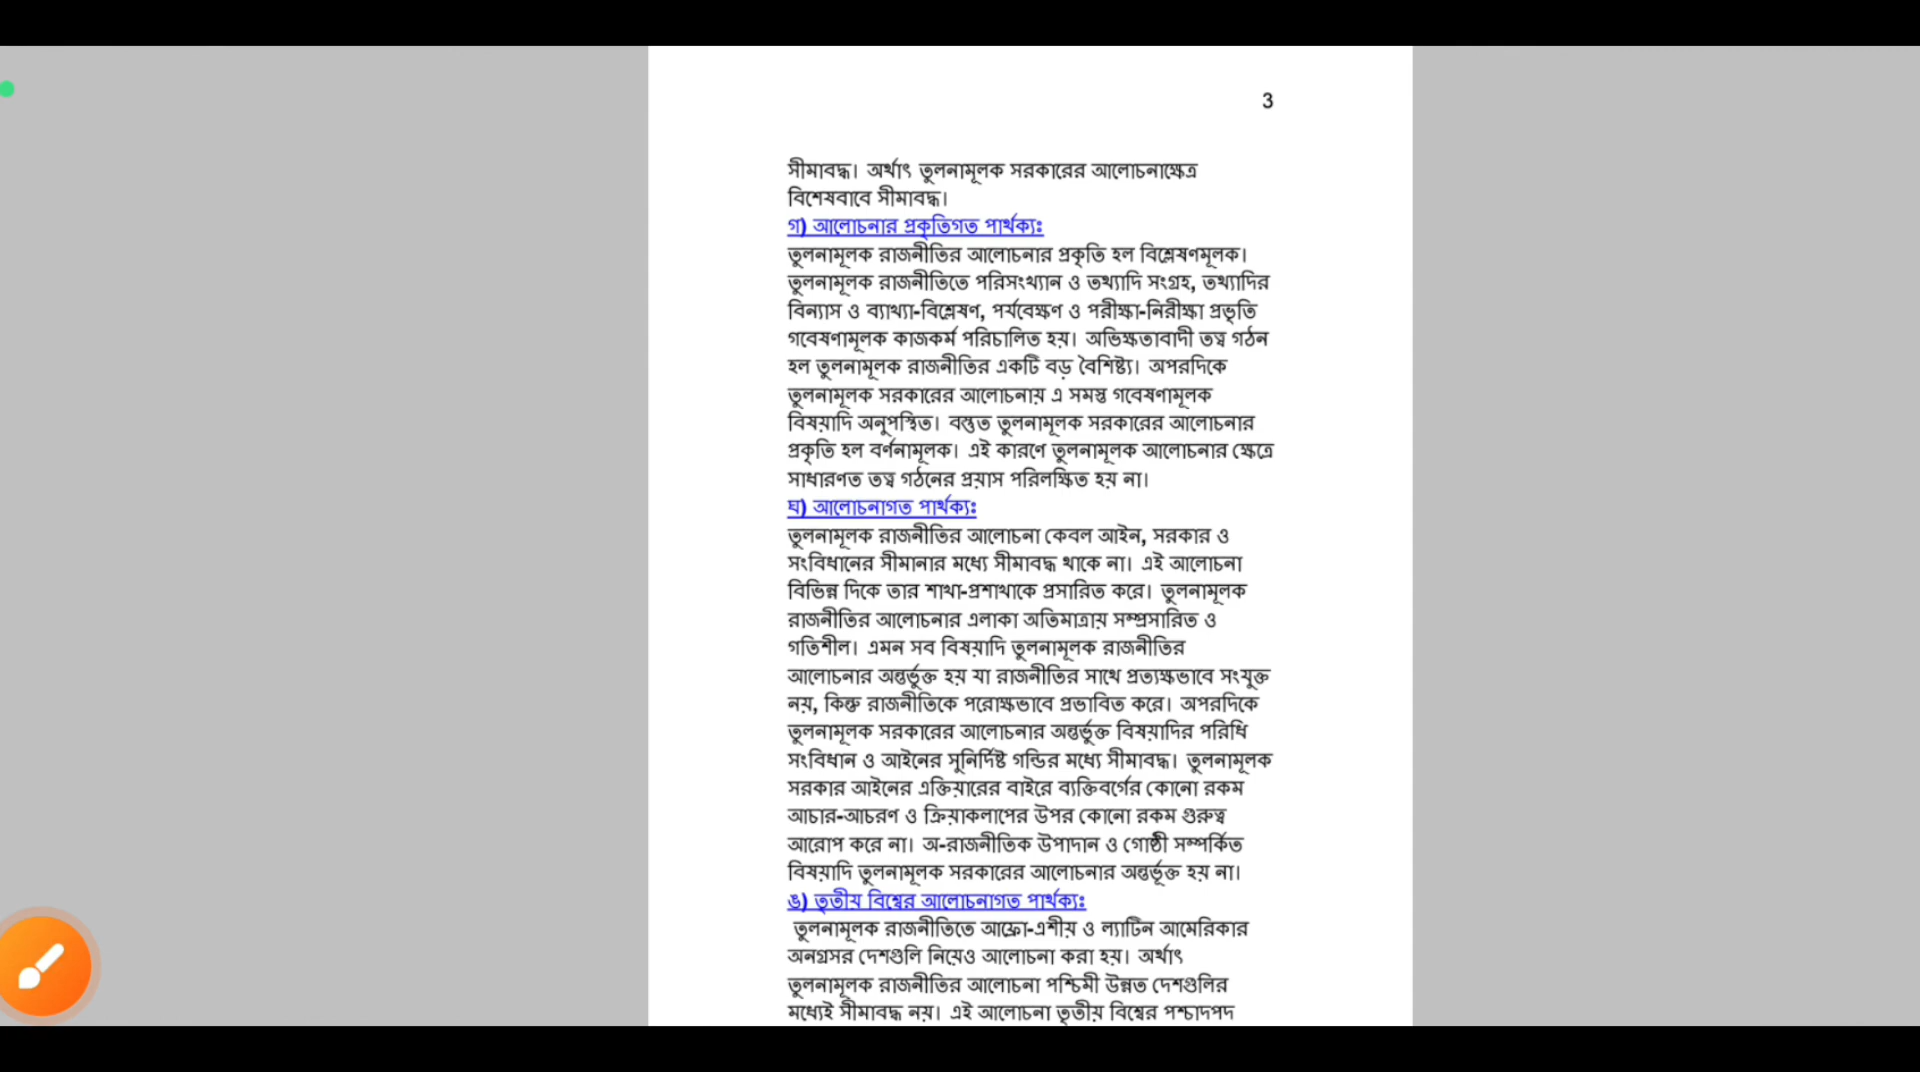 3
সীমাবদ্ধ। অর্থাৎ তুলনামূলক সরকারের আলোচনাক্ষেত্র
বিশেষবাবে সীমাবদ্ধ।
গ) আলোচনার প্রকৃতিগত পার্থক্যঃ
তুলনামূলক রাজনীতির আলোচনার প্রকৃতি হল বিশ্লেষণমূলক।
তুলনামূলক রাজনীতিতে পরিসংখ্যান ও তথ্যাদি সংগ্রহ, তথ্যাদির
বিন্যাস ও ব্যাখ্যা-বিশ্লেষণ, পর্যবেক্ষণ ও পরীক্ষা-নিরীক্ষা প্রভৃতি
গবেষণামূলক কাজকর্ম পরিচালিত হয়। অভিক্ষতাবাদী তত্ব গঠন
হল তুলনামূলক রাজনীতির একটি বড় বৈশিষ্ট্য। অপরদিকে
তুলনামূলক সরকারের আলোচনায় এ সমস্ত গবেষণামূলক
বিষয়াদি অনুপস্থিত। বস্তুত তুলনামূলক সরকারের আলোচনার
প্রকৃতি হল বর্ণনামূলক। এই কারণে তুলনামূলক আলোচনার ক্ষেত্রে
সাধারণত তত্ব গঠনের প্রয়াস পরিলক্ষিত হয় না।
ঘ) আলোচনাগত পার্থক্যঃ
তুলনামূলক রাজনীতির আলোচনা কেবল আইন, সরকার ও
সংবিধানের সীমানার মধ্যে সীমাবদ্ধ থাকে না। এই আলোচনা
বিভিন্ন দিকে তার শাখা-প্রশাখাকে প্রসারিত করে। তুলনামূলক
রাজনীতির আলোচনার এলাকা অতিমাত্রায় সম্প্রসারিত ও
গতিশীল। এমন সব বিষয়াদি তুলনামূলক রাজনীতির
আলোচনার অন্তর্ভুক্ত হয় যা রাজনীতির সাথে প্রত্যক্ষভাবে সংযুক্ত
নয়, কিন্তু রাজনীতিকে পরোক্ষভাবে প্রভাবিত করে। অপরদিকে
তুলনামূলক সরকারের আলোচনার অন্তর্ভুক্ত বিষয়াদির পরিধি
সংবিধান ও আইনের সুনির্দিষ্ট গন্ডির মধ্যে সীমাবদ্ধ। তুলনামূলক
সরকার আইনের এক্তিয়ারের বাইরে ব্যক্তিবর্গের কোনো রকম
আচার-আচরণ ও ক্রিয়াকলাপের উপর কোনো রকম গুরুত্ব
আরোপ করে না। অ-রাজনীতিক উপাদান ও গোষ্ঠী সম্পর্কিত
বিষয়াদি তুলনামূলক সরকারের আলোচনার অন্তর্ভূক্ত হয় না।
ঙ) তৃতীয় বিশ্বের আলোচনাগত পার্থক্যঃ
তুলনামূলক রাজনীতিতে আফ্রো-এশীয় ও ল্যাটিন আমেরিকার
অনগ্রসর দেশগুলি নিয়েও আলোচনা করা হয়। অর্থাৎ
তুলনামূলক রাজনীতির আলোচনা পশ্চিমী উন্নত দেশগুলির
মধ্যেই সীমাবদ্ধ নয়। এই আলোচনা তৃতীয় বিশ্বের পশ্চাদপদ